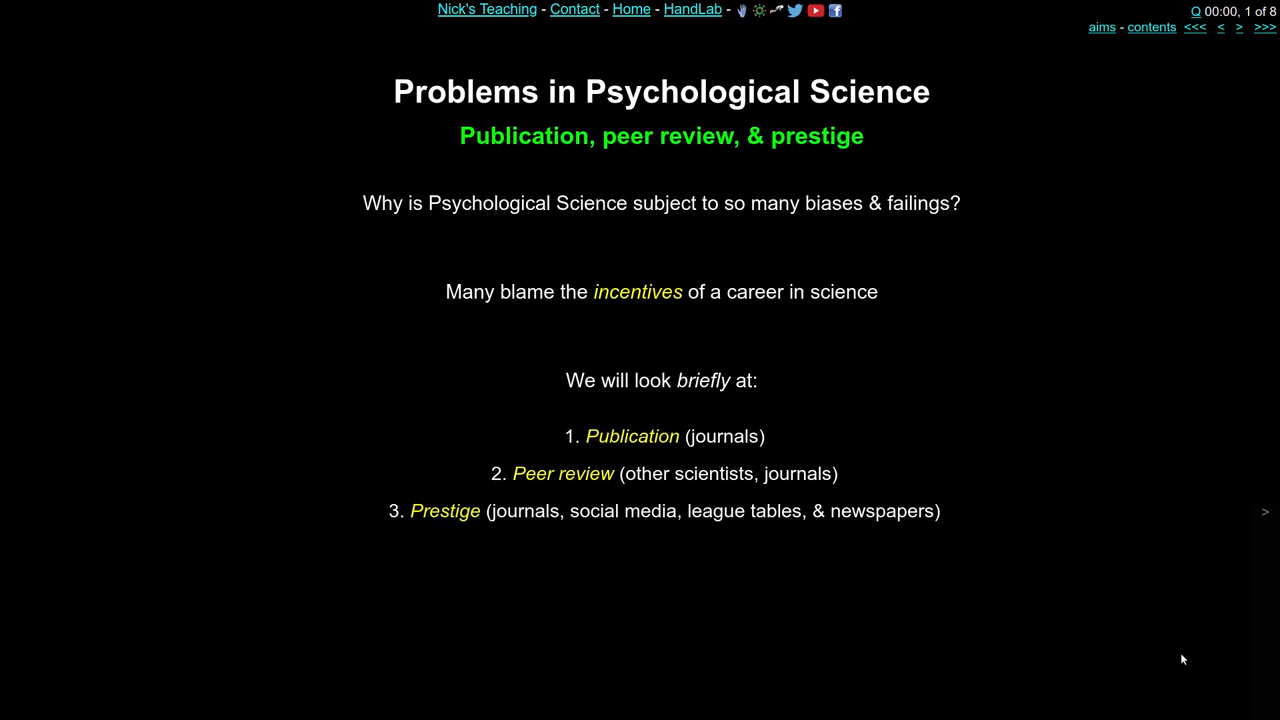 Nick's Teaching - Contact - Home - HandLab -
Q 00:00, 1 of 8
aims - contents <<< < > >>>
Problems in Psychological Science
Publication, peer review, & prestige
Why is Psychological Science subject to so many biases & failings?
Many blame the incentives of a career in science
We will look briefly at:
1. Publication (journals)
2. Peer review (other scientists, journals)
3. Prestige (journals, social media, league tables, & newspapers)
>